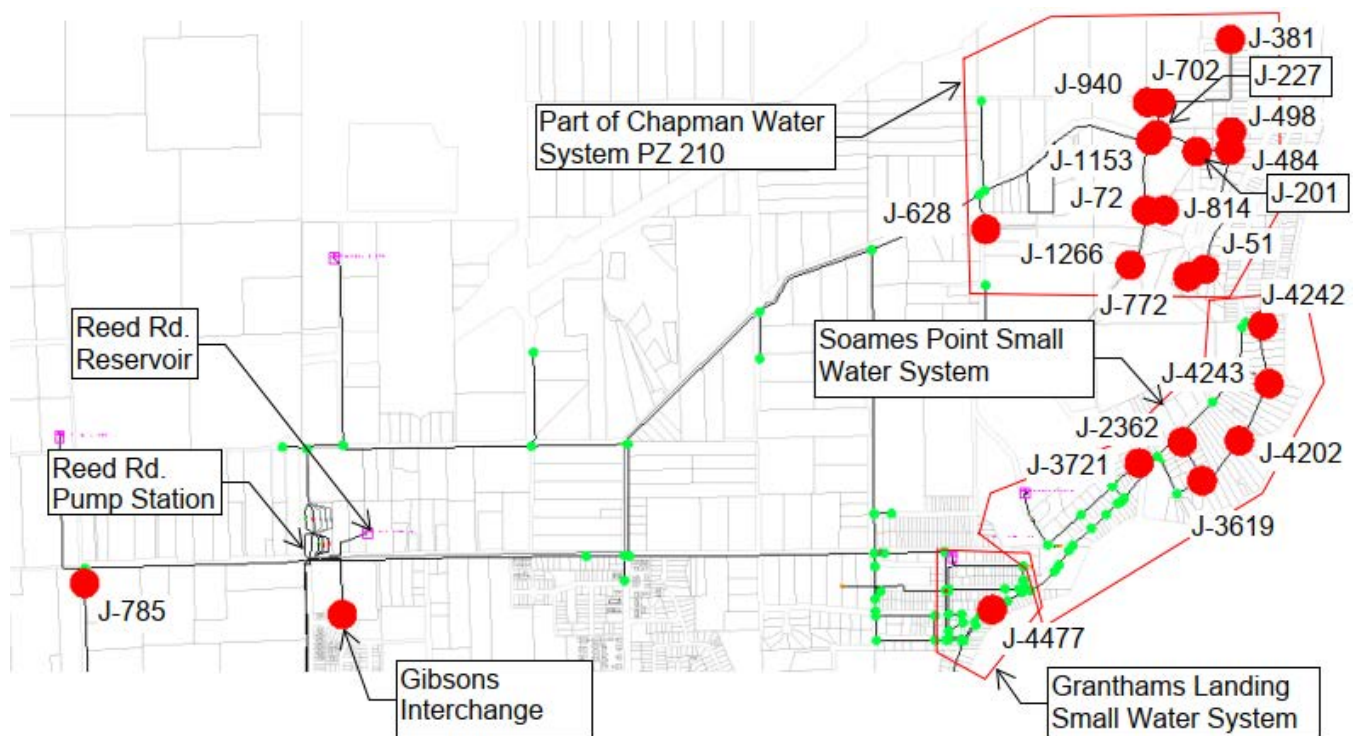 J-381
J-702
J-227
J-940
J-498
Part of Chapman Water
System PZ 210
J-1153
J-484
J-201
J-72
J-814
J-628
J-51
J-1266
J-772
J-4242
Reed Rd.
Reservoir
Soames Point Small
Water System
J-4243
J-2362
J-4202
Reed Rd.
Pump Station
J-3721
J-3619
J-785
J-4477
Gibsons
Interchange
Granthams Landing
Small Water System